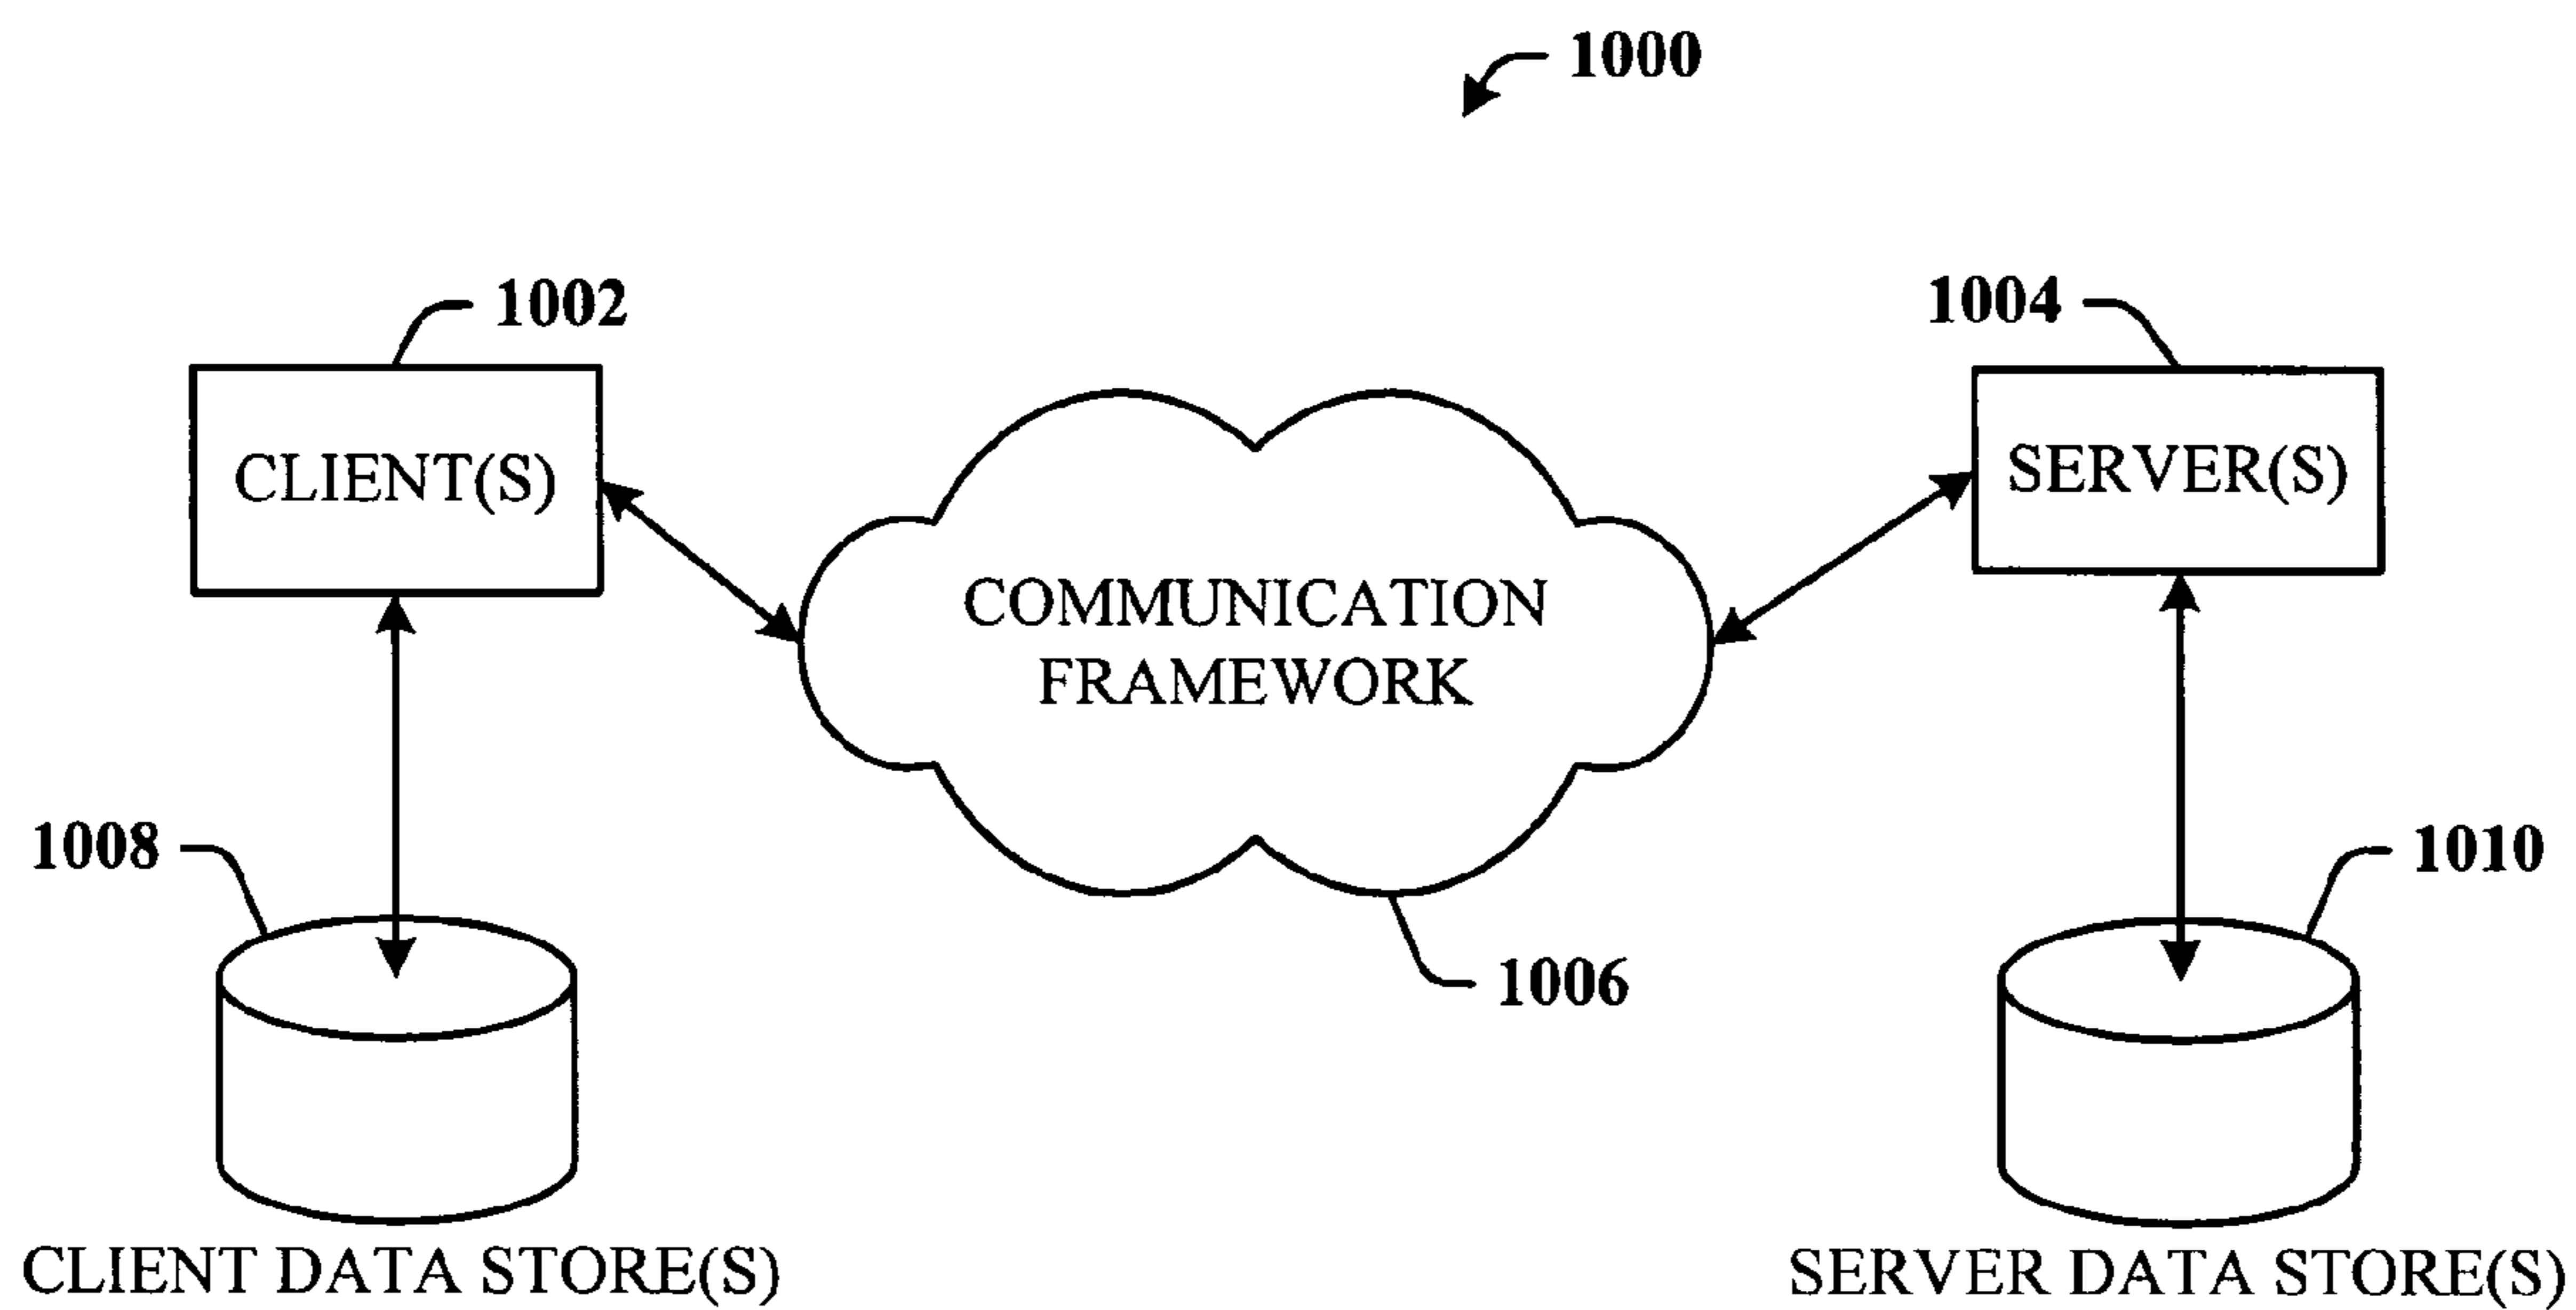 1000
1002
1004
CLIENT(S)
SERVER(S)
COMMUNICATION
FRAMEWORK
1008
1010
1006
CLIENT DATA STORE(S)
SERVER DATA STORE(S)